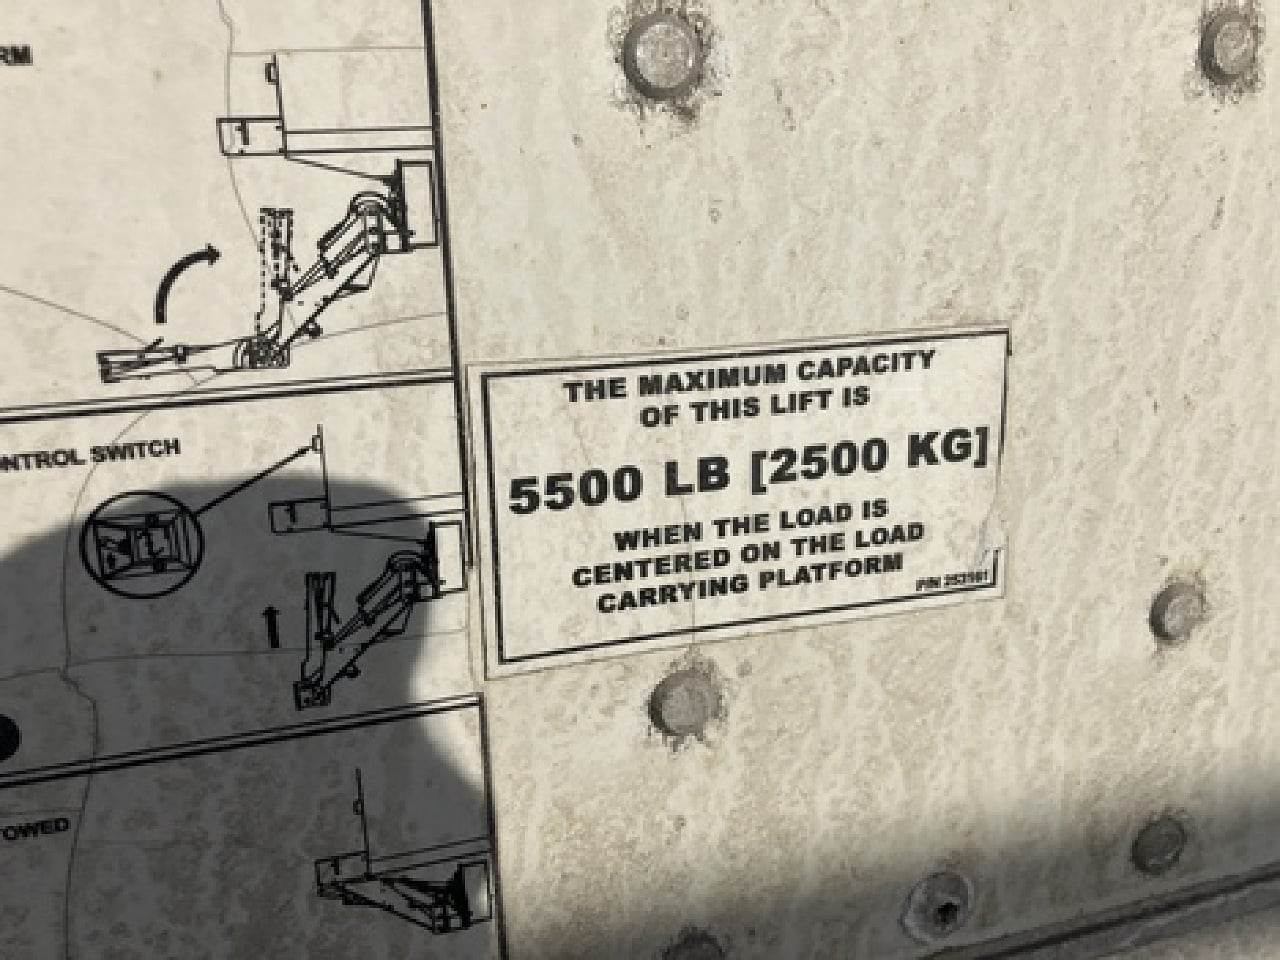 RM
NTROL SWITCH
OWED
THE MAXIMUM CAPACITY
OF THIS LIFT IS
5500 LB [2500 KG]
WHEN THE LOAD IS
CENTERED ON THE LOAD
CARRYING PLATFORM
P/N 253161